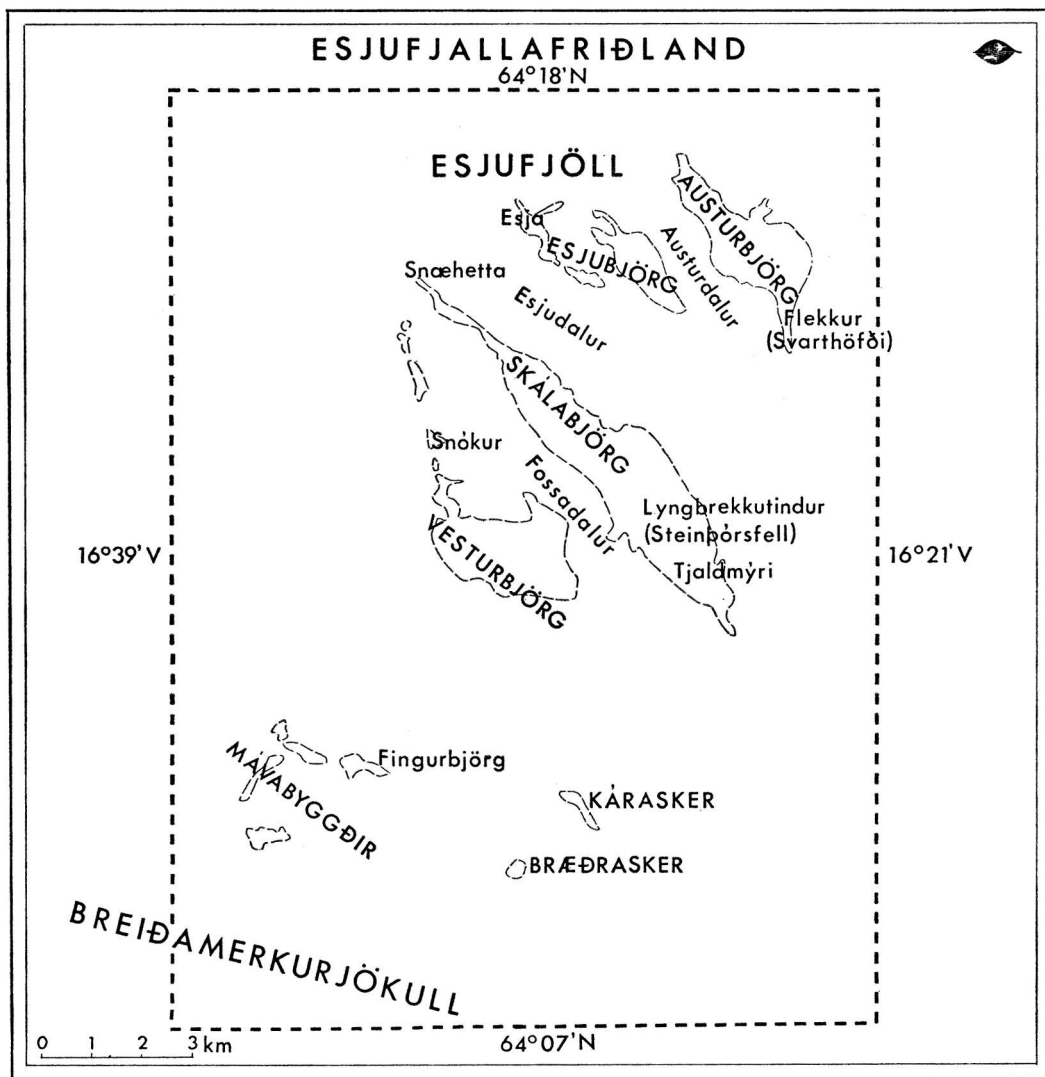 ESJUFJALLAFRIÐLAND
64°18'N
ESJUFJÖLL
AUSTURBJÖRG
Esja
ESJUBJÖRG
Austurdalur
Snæhetta
Esjudalur
Flekkur
(Svarthöfði)
SKÁLABJÖRG
Snókur
Fossadalur
Lyngbrekkutindur
(Steinþórsfell)
VESTURBJÖRG
16°39'V
16°21'V
Tjaldmýri
MÁVABYGGÐIR
Fingurbjörg
KÁRASKER
BRÆÐRASKER
BREIÐAMERKURJÖKULL
0 1 2 3 km
64°07'N